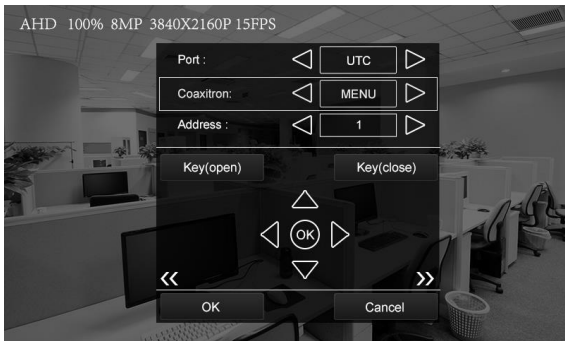 AHD 100% 8MP 3840X2160P 15FPS
Port : UTC
Coaxitron: MENU
Address : 1
Key(open) Key(close)
OK
OK Cancel